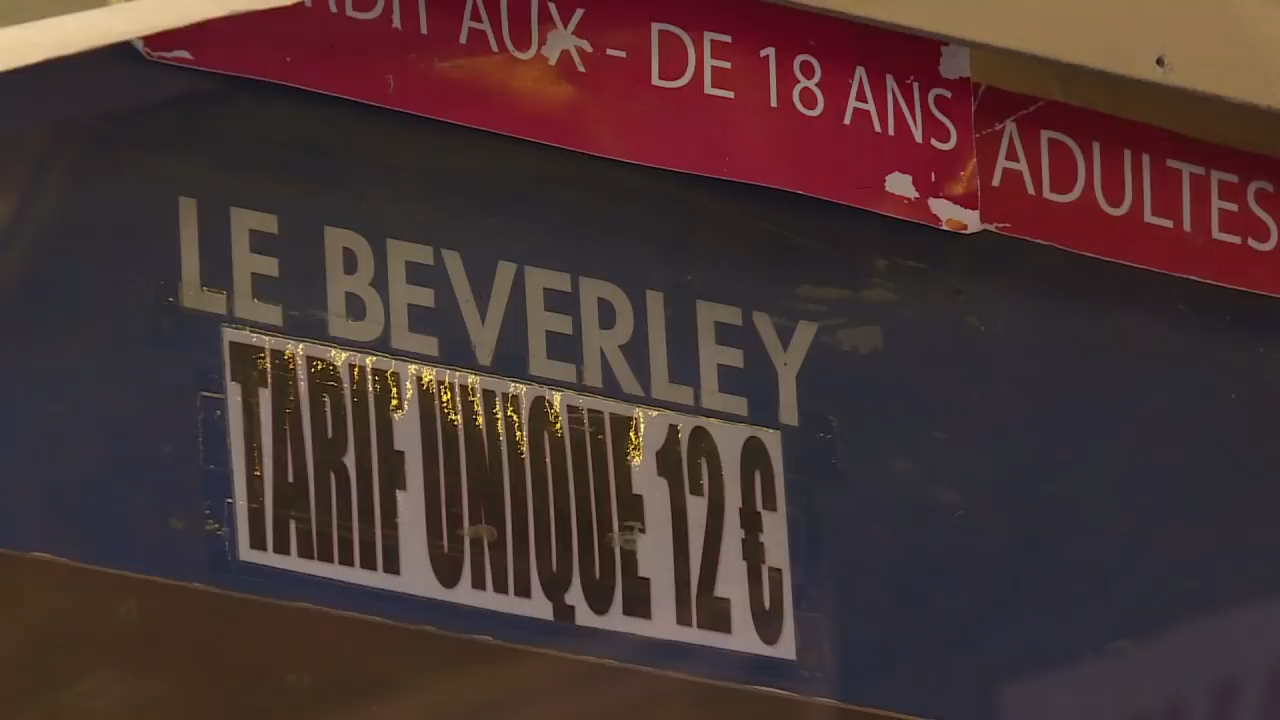 AUX - DE 18 ANS ADULTES
LE BEVERLEY
TARIF UNIQUE 12 €